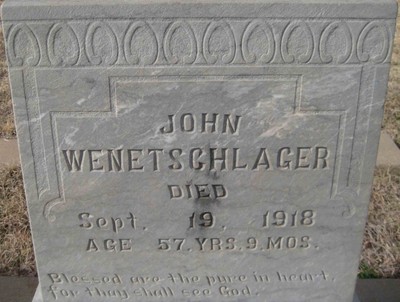 JOHN
WENETSCHLAGER
DIED
Sept. 19, 1918
AGE 57.YRS.9.MOS.
Blessed are the pure in heart,
for they shall see God.